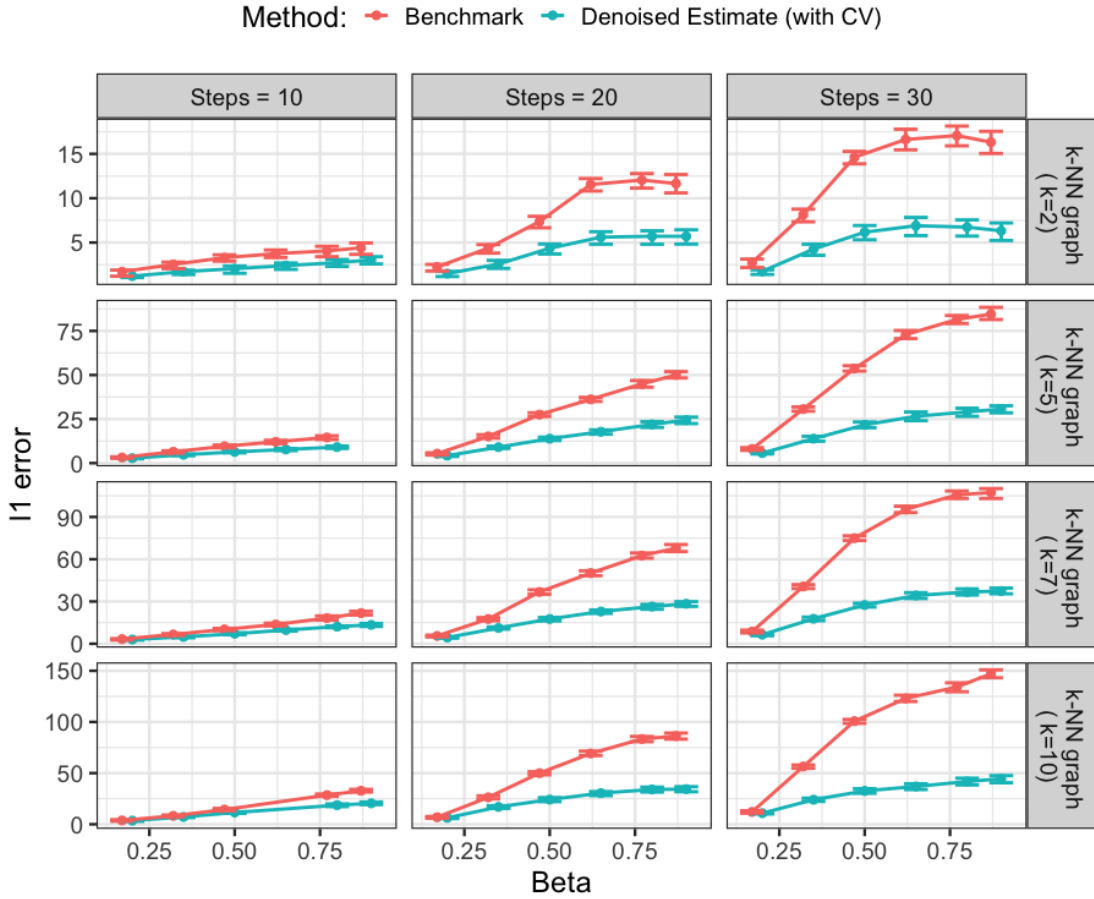 Method: Benchmark Denoised Estimate (with CV)
Steps = 10 Steps = 20 Steps = 30
15
10
5
k-NN graph
( k=2)
75
50
25
0
k-NN graph
( k=5)
l1 error
90
60
30
0
k-NN graph
( k=7)
150
100
50
0
k-NN graph
( k=10)
0.25 0.50 0.75 0.25 0.50 0.75 0.25 0.50 0.75
Beta